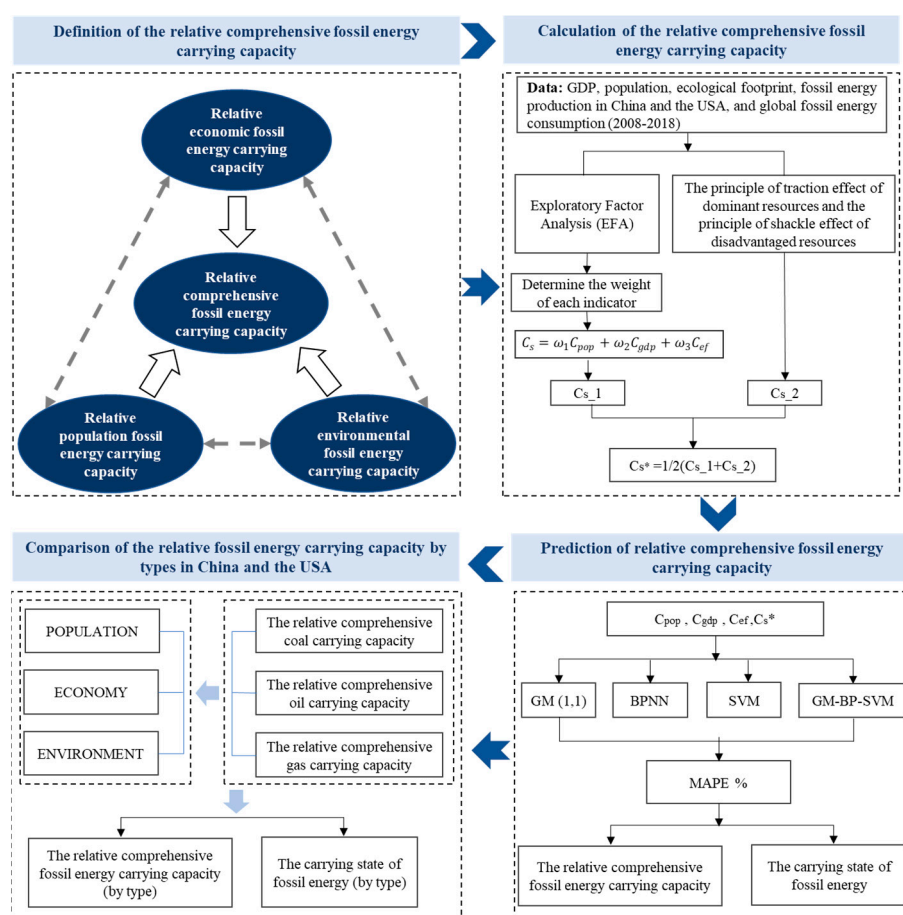 Definition of the relative comprehensive fossil energy
carrying capacity
Relative
economic fossil
energy carrying
capacity
Relative
comprehensive
fossil energy
carrying capacity
Relative
population fossil
energy carrying
capacity
Relative
environmental
fossil energy
carrying capacity
Calculation of the relative comprehensive fossil
energy carrying capacity
Data: GDP, population, ecological footprint, fossil energy
production in China and the USA, and global fossil energy
consumption (2008-2018)
Exploratory Factor
Analysis (EFA)
The principle of traction effect of
dominant resources and the
principle of shackle effect of
disadvantaged resources
Determine the weight
of each indicator
C_s = ω_1C_pop + ω_2C_gdp + ω_3C_ef
Cs_1
Cs_2
Cs* =1/2(Cs_1+Cs_2)
Comparison of the relative fossil energy carrying capacity by
types in China and the USA
POPULATION
ECONOMY
ENVIRONMENT
The relative comprehensive
coal carrying capacity
The relative comprehensive
oil carrying capacity
The relative comprehensive
gas carrying capacity
The relative comprehensive
fossil energy carrying capacity
(by type)
The carrying state of
fossil energy (by type)
Prediction of relative comprehensive fossil energy
carrying capacity
Cpop , Cgdp , Cef ,Cs*
GM (1,1)
BPNN
SVM
GM-BP-SVM
MAPE %
The relative comprehensive
fossil energy carrying capacity
The carrying state of
fossil energy